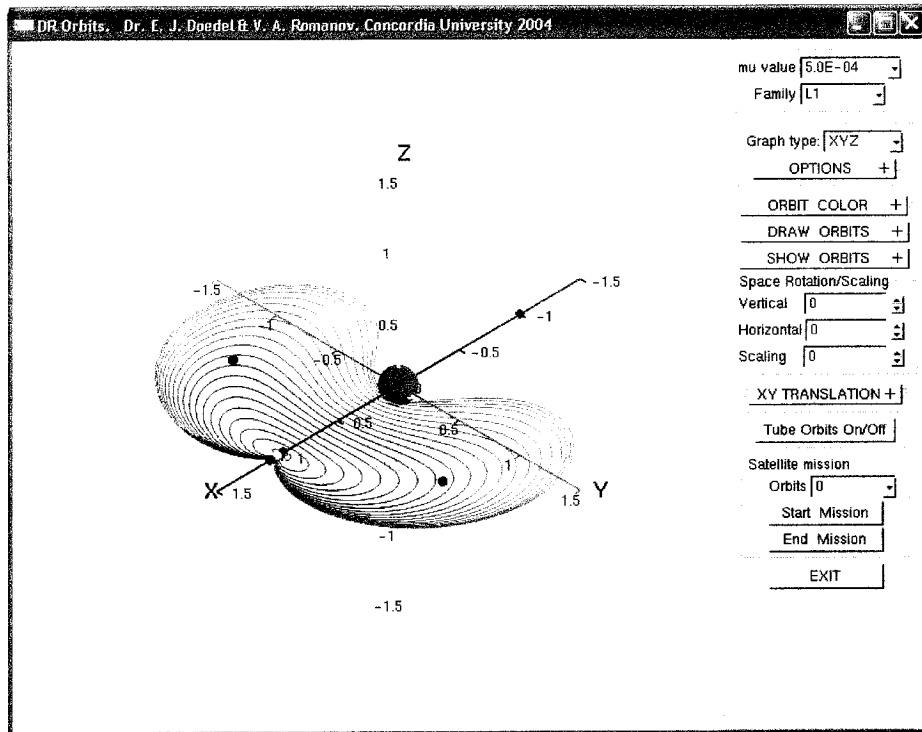 DR Orbits. Dr. E. J. Doedel & V. A. Romanov. Concordia University 2004
mu value 5.0E-04
Family L1
Graph type: XYZ
OPTIONS +
ORBIT COLOR +
DRAW ORBITS +
SHOW ORBITS +
Space Rotation/Scaling
Vertical 0
Horizontal 0
Scaling 0
XY TRANSLATION +
Tube Orbits On/Off
Satellite mission
Orbits 0
Start Mission
End Mission
EXIT
Z
1.5
1
0.5
-1.5
-1
-0.5
-1.5
-1
-0.5
0.5
1
X 1.5
0.5
1
1.5
Y
-1
-1.5